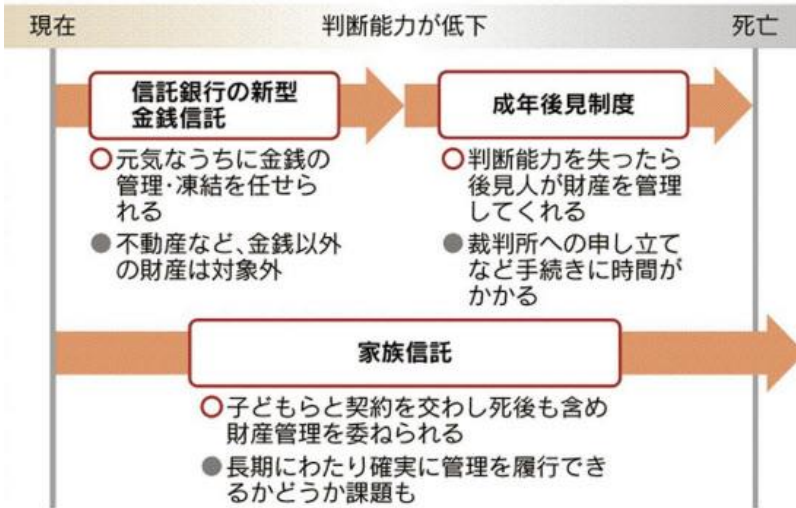 現在
判断能力が低下
死亡
信託銀行の新型
金銭信託
○元気なうちに金銭の
管理・凍結を任せら
れる
●不動産など、金銭以外
の財産は対象外
成年後見制度
○判断能力を失ったら
後見人が財産を管理
してくれる
●裁判所への申し立て
など手続きに時間が
かかる
家族信託
○子どもらと契約を交わし死後も含め
財産管理を委ねられる
●長期にわたり確実に管理を履行でき
るかどうか課題も